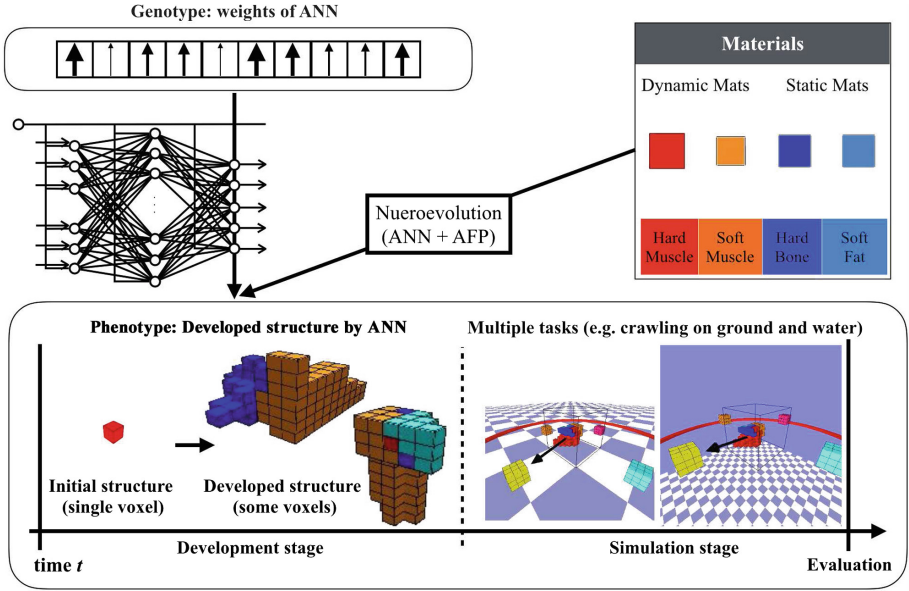 Genotype: weights of ANN
Materials
Dynamic Mats Static Mats
Hard Muscle
Soft Muscle
Hard Bone
Soft Fat
Nueroevolution
(ANN + AFP)
Phenotype: Developed structure by ANN
Multiple tasks (e.g. crawling on ground and water)
Initial structure
(single voxel)
Developed structure
(some voxels)
Development stage
Simulation stage
time t
Evaluation